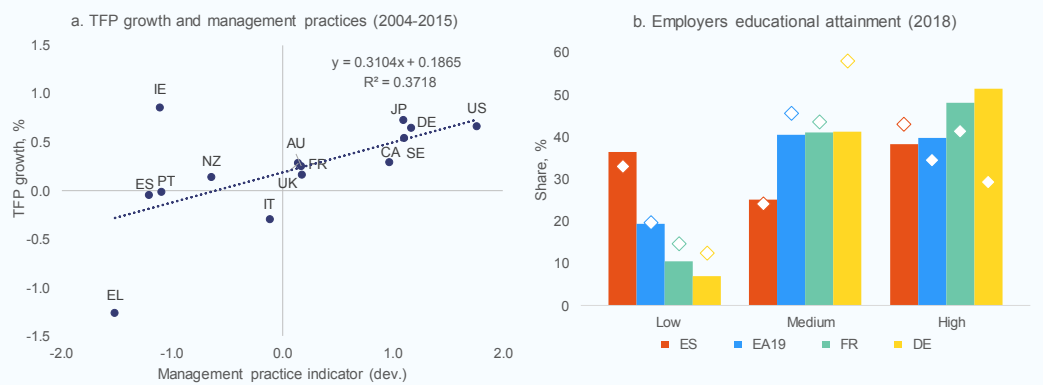 a. TFP growth and management practices (2004-2015)
1.5
1.0
0.5
0.0
-0.5
-1.0
-1.5
TFP growth, %
y = 0.3104x + 0.1865
R² = 0.3718
IE
JP
DE
US
AU
NZ
FR
CA
SE
ES
PT
UK
IT
EL
-2.0
-1.0
0.0
1.0
2.0
Management practice indicator (dev.)
b. Employers educational attainment (2018)
60
50
40
30
20
10
0
Share, %
Low
Medium
High
ES
EA19
FR
DE